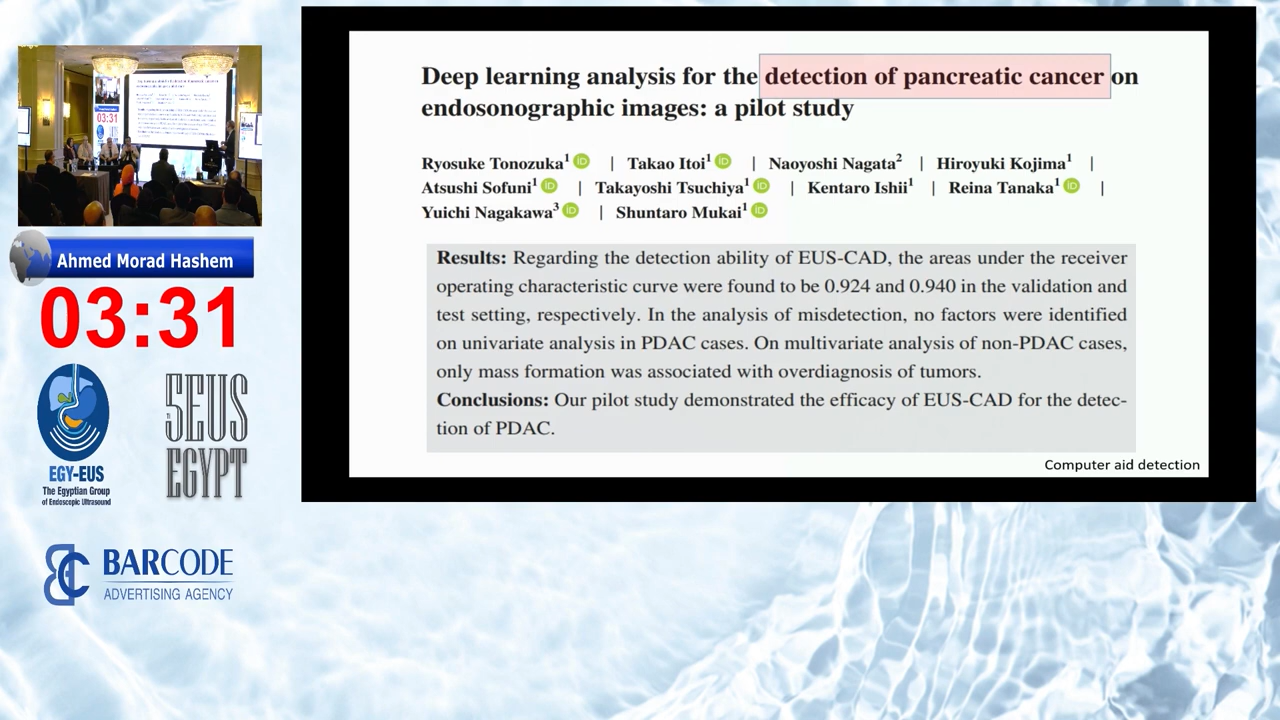 Ahmed Morad Hashem
03:31
EGY-EUS
The Egyptian Group
of Endoscopic Ultrasound
5EUS
EGYPT
BARCODE
ADVERTISING AGENCY
Deep learning analysis for the detection of pancreatic cancer on
endosonographic images: a pilot study
Ryosuke Tonozuka¹ iD | Takao Itoi¹ iD | Naoyoshi Nagata² | Hiroyuki Kojima¹ |
Atsushi Sofuni¹ iD | Takayoshi Tsuchiya¹ iD | Kentaro Ishii¹ | Reina Tanaka¹ iD |
Yuichi Nagakawa³ iD | Shuntaro Mukai¹ iD
Results: Regarding the detection ability of EUS-CAD, the areas under the receiver
operating characteristic curve were found to be 0.924 and 0.940 in the validation and
test setting, respectively. In the analysis of misdetection, no factors were identified
on univariate analysis in PDAC cases. On multivariate analysis of non-PDAC cases,
only mass formation was associated with overdiagnosis of tumors.
Conclusions: Our pilot study demonstrated the efficacy of EUS-CAD for the detec-
tion of PDAC.
Computer aid detection